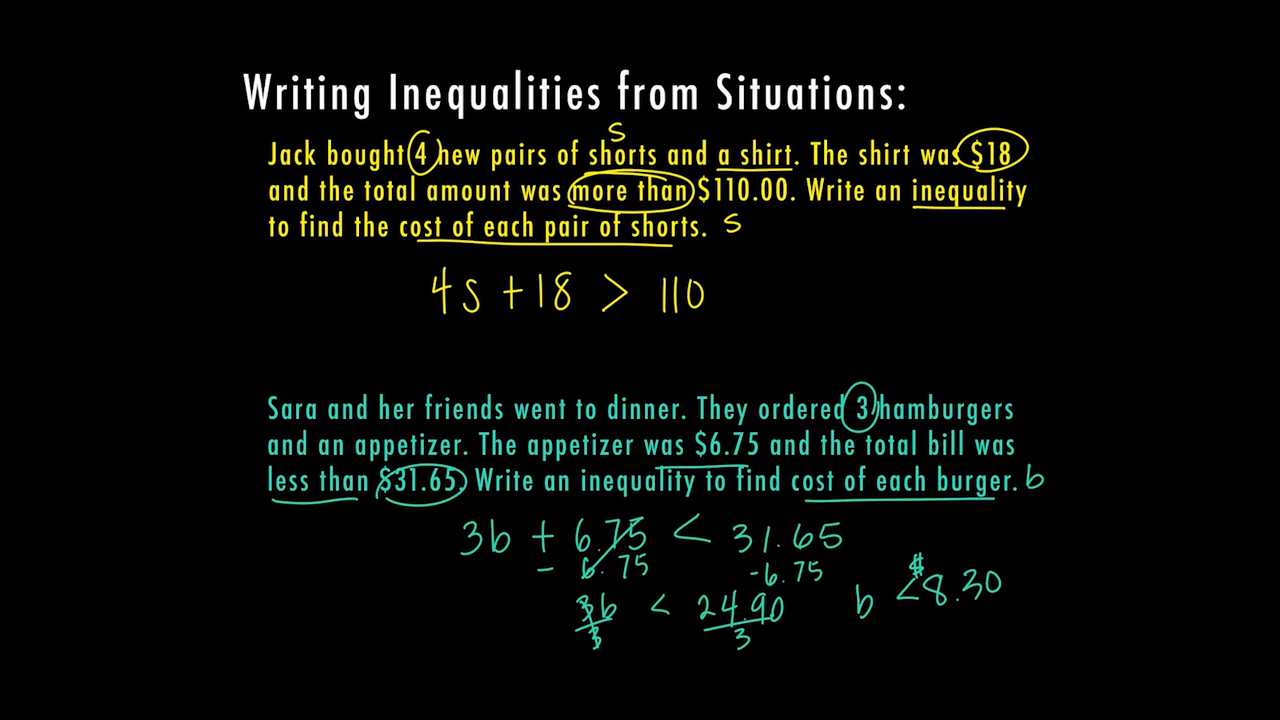 Writing Inequalities from Situations:
s
Jack bought 4 new pairs of shorts and a shirt. The shirt was $18
and the total amount was more than $110.00. Write an inequality
to find the cost of each pair of shorts. s
4s + 18 > 110
Sara and her friends went to dinner. They ordered 3 hamburgers
and an appetizer. The appetizer was $6.75 and the total bill was
less than $31.65. Write an inequality to find cost of each burger. b
3b + 6.75 < 31.65
- 6.75 -6.75
3b < 24.90 b < $8.30
3 3